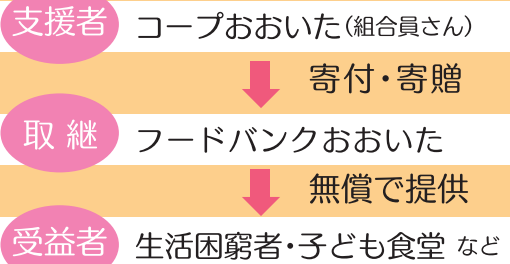 支援者 コープおおいた(組合員さん)
寄付・寄贈
取継 フードバンクおおいた
無償で提供
受益者 生活困窮者・子ども食堂 など